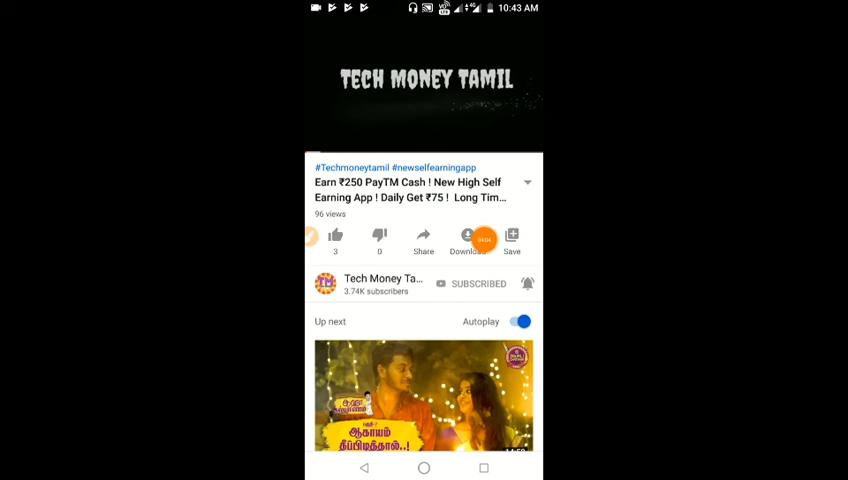 10:43 AM
TECH MONEY TAMIL
#Techmoneytamil #newselfearningapp
Earn ₹250 PayTM Cash ! New High Self
Earning App ! Daily Get ₹75 ! Long Tim...
96 views
3
0
Share
Download
Save
Tech Money Ta...
SUBSCRIBED
3.74K subscribers
Up next
Autoplay
ஆகாயம்
தீப்பிடித்தால்..!